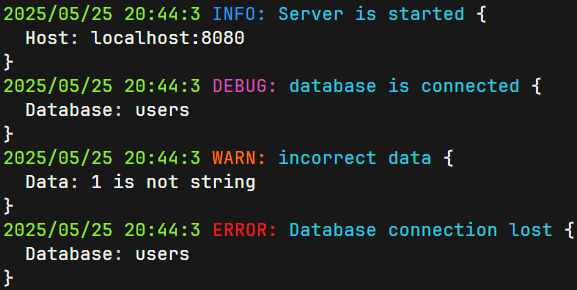 2025/05/25 20:44:3 INFO: Server is started {
  Host: localhost:8080
}
2025/05/25 20:44:3 DEBUG: database is connected {
  Database: users
}
2025/05/25 20:44:3 WARN: incorrect data {
  Data: 1 is not string
}
2025/05/25 20:44:3 ERROR: Database connection lost {
  Database: users
}